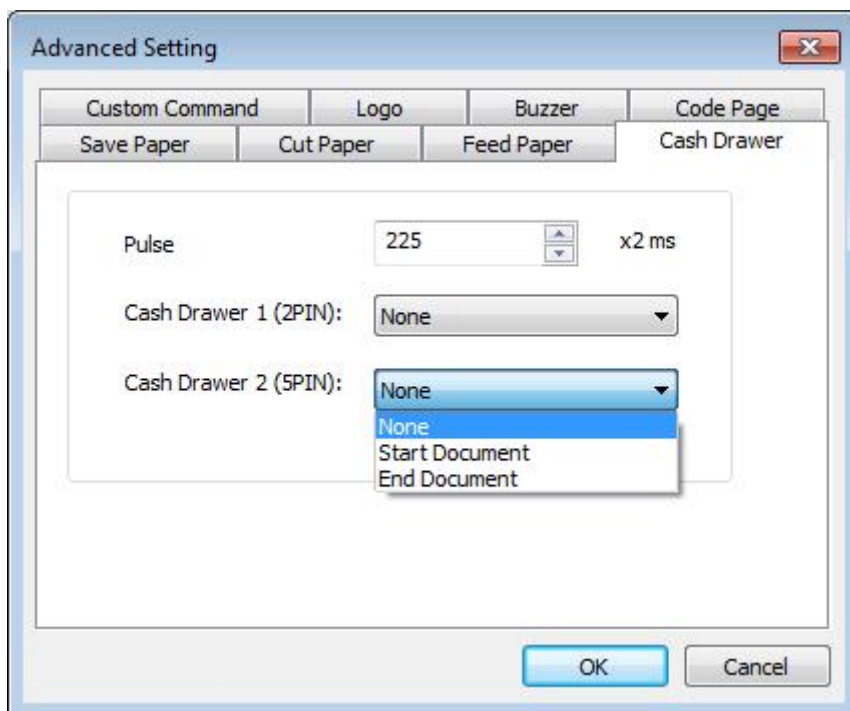 Advanced Setting
Custom Command Logo Buzzer Code Page
Save Paper Cut Paper Feed Paper Cash Drawer
Pulse 225 x2 ms
Cash Drawer 1 (2PIN): None
Cash Drawer 2 (5PIN): None
None
Start Document
End Document
OK Cancel